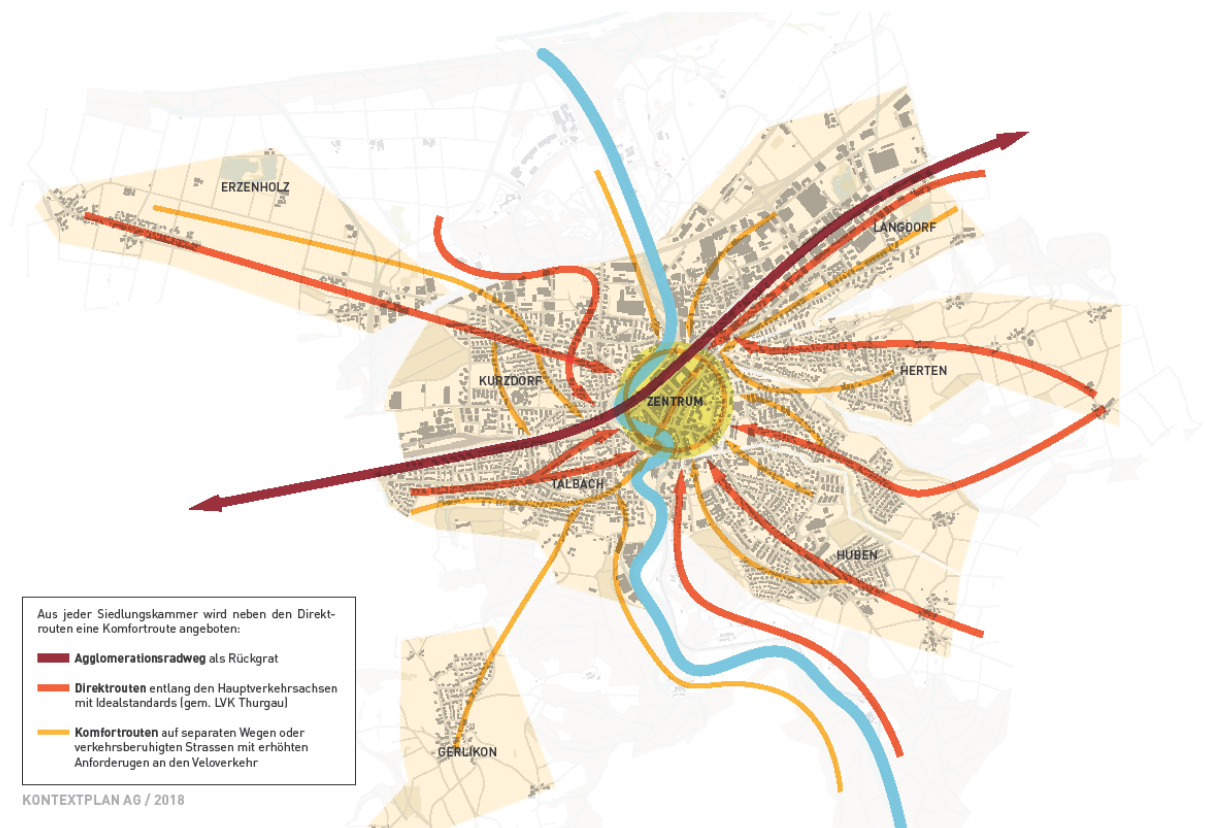 ERZENHOLZ
LANGDORF
HERTEN
KURZDORF
ZENTRUM
TALBACH
HUBEN
GERLIKON
Aus jeder Siedlungskammer wird neben den Direkt-
routen eine Komfortroute angeboten:
Agglomerationsradweg als Rückgrat
Direktrouten entlang den Hauptverkehrsachsen
mit Idealstandards (gem. LVK Thurgau)
Komfortrouten auf separaten Wegen oder
verkehrsberuhigten Strassen mit erhöhten
Anforderugen an den Veloverkehr
KONTEXTPLAN AG / 2018